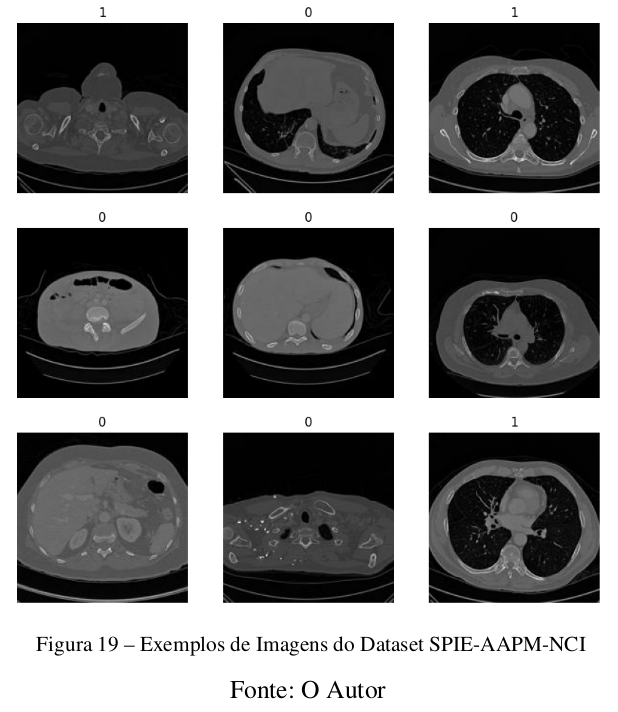 1 0 1
0 0 0
0 0 1
Figura 19 – Exemplos de Imagens do Dataset SPIE-AAPM-NCI
Fonte: O Autor